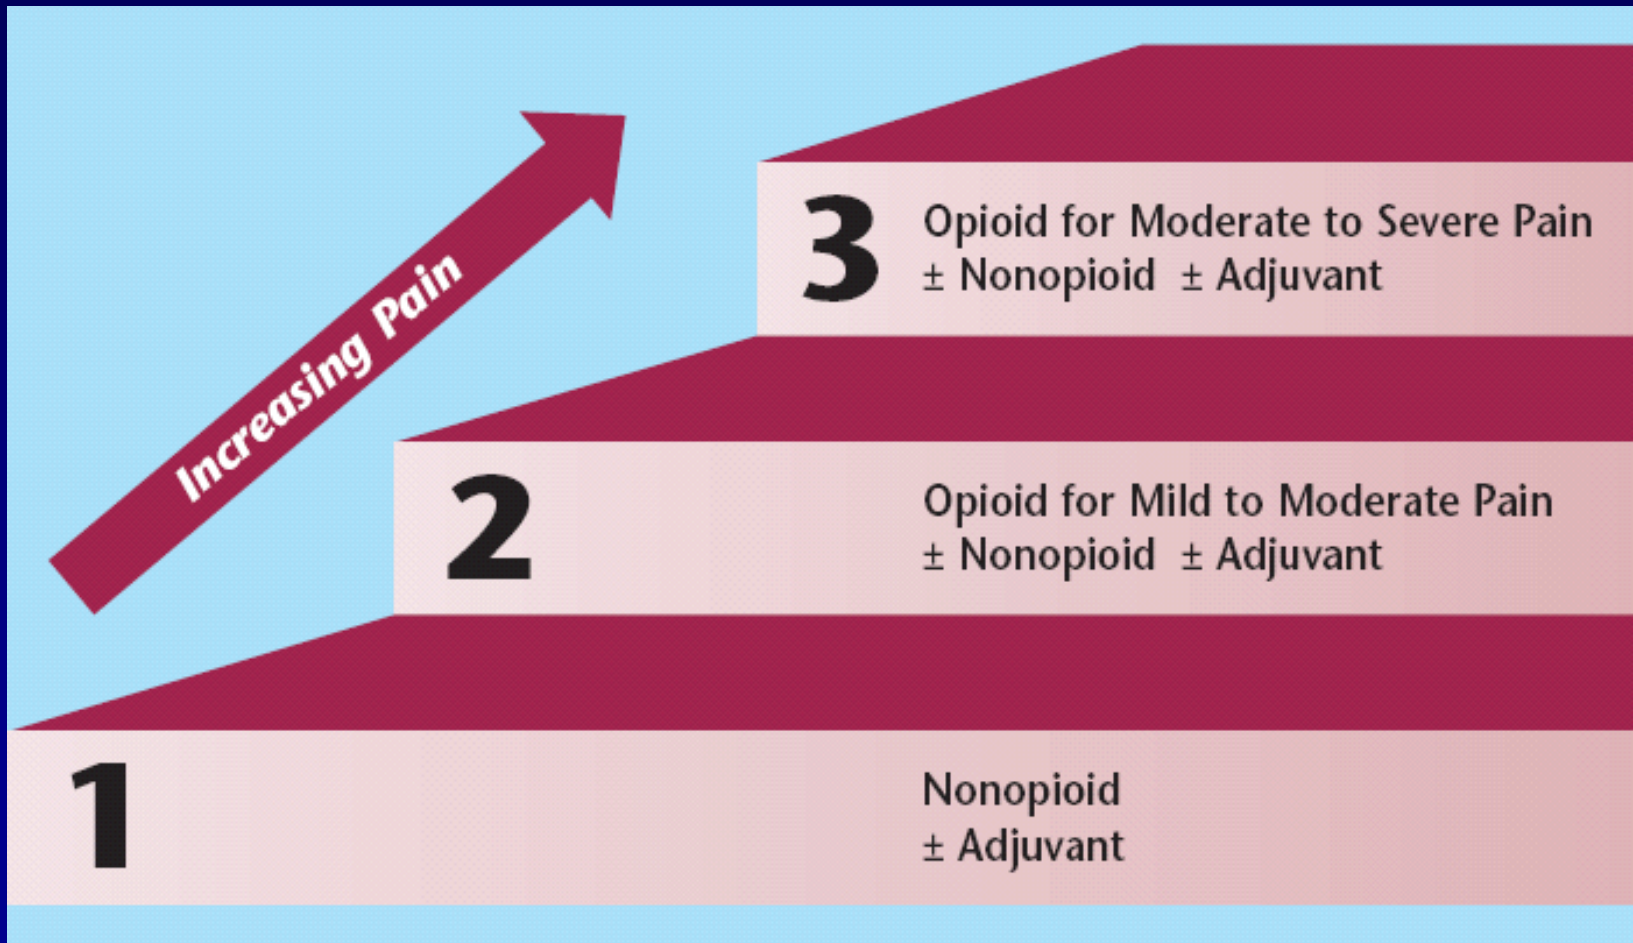 Increasing Pain
3
Opioid for Moderate to Severe Pain
± Nonopioid ± Adjuvant
2
Opioid for Mild to Moderate Pain
± Nonopioid ± Adjuvant
1
Nonopioid
± Adjuvant